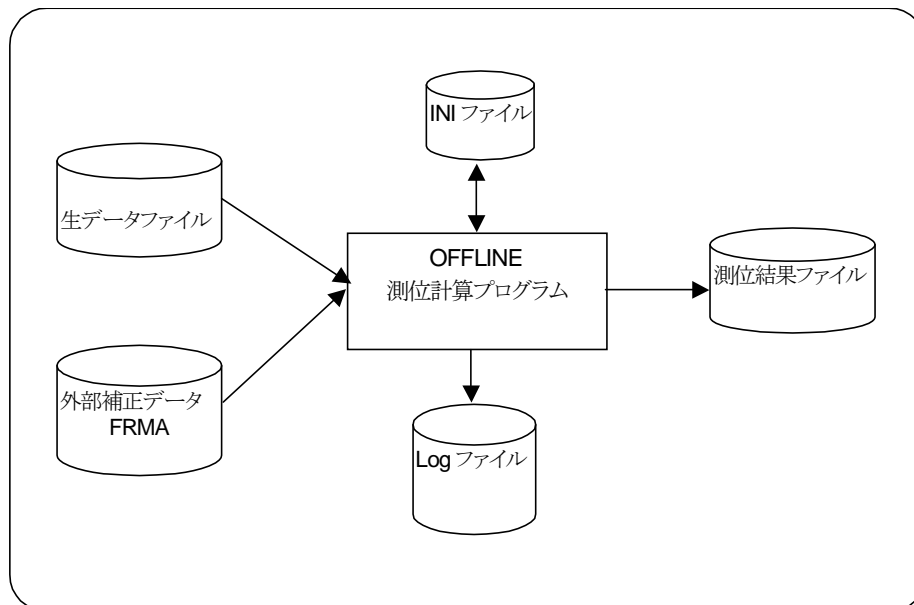 INI ファイル
生データファイル
OFFLINE
測位計算プログラム
測位結果ファイル
外部補正データ
FRMA
Log ファイル